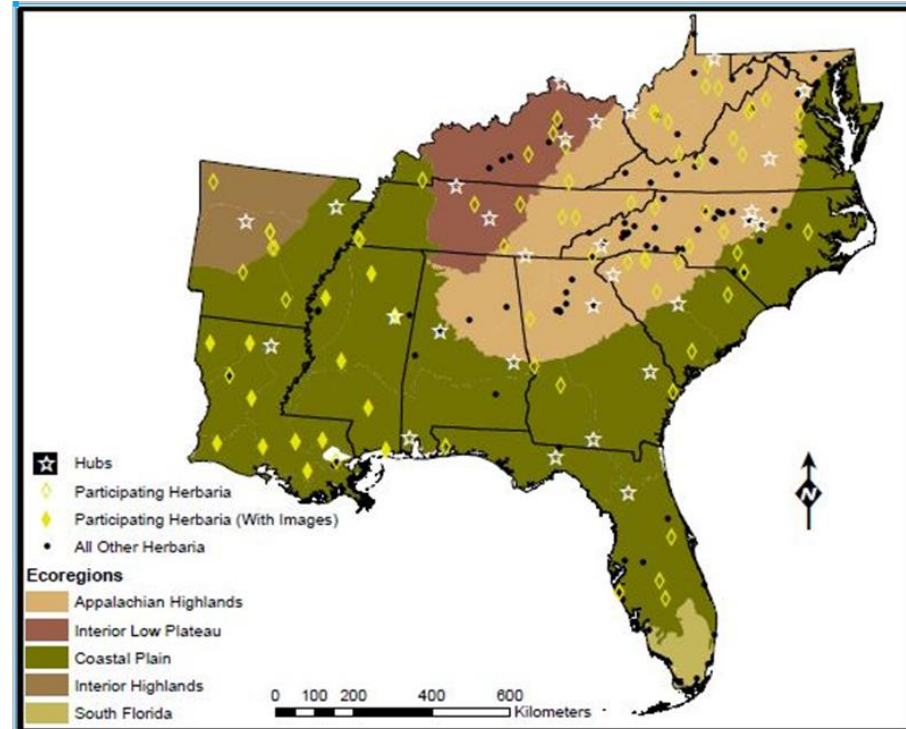 Hubs
Participating Herbaria
Participating Herbaria (With Images)
All Other Herbaria
Ecoregions
Appalachian Highlands
Interior Low Plateau
Coastal Plain
Interior Highlands
South Florida
0 100 200 400 600
Kilometers
N